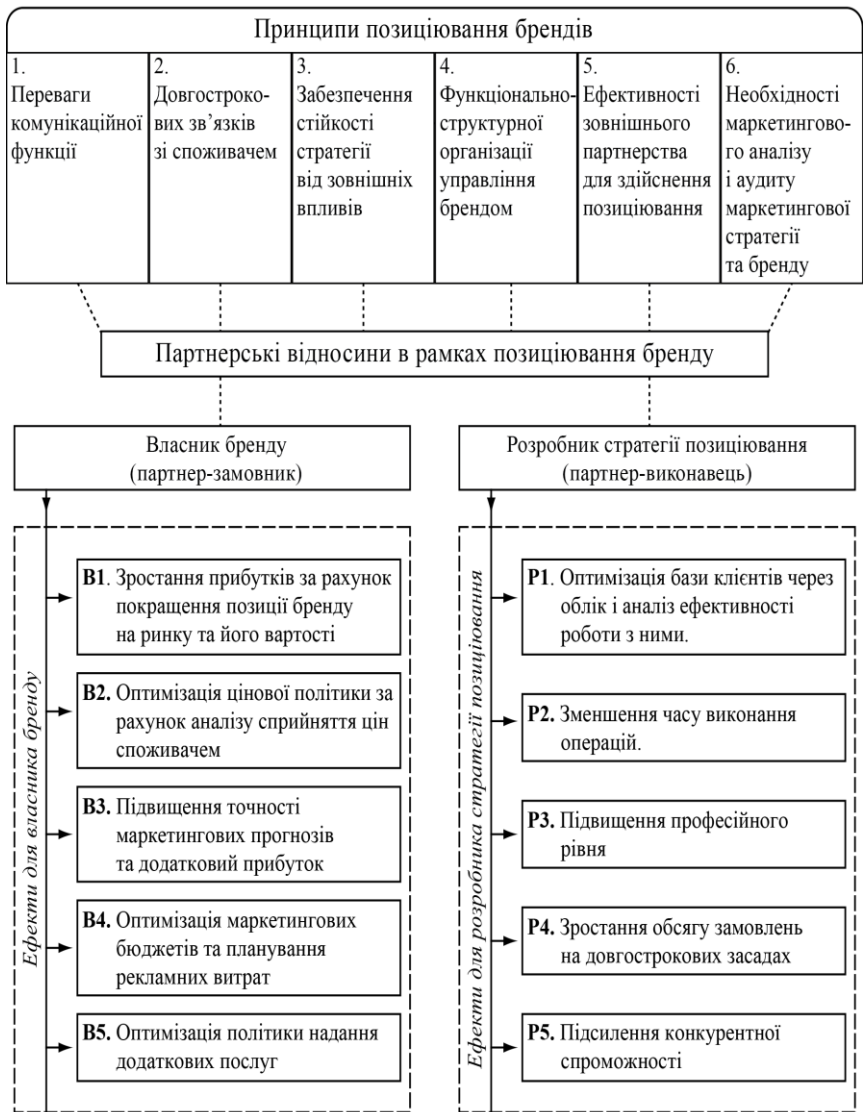 Принципи позиціювання брендів
1.
Переваги
комунікаційної
функції
2.
Довгостроко-
вих зв’язків
зі споживачем
3.
Забезпечення
стійкості
стратегії
від зовнішніх
впливів
4.
Функціонально-
структурної
організації
управління
брендом
5.
Ефективності
зовнішнього
партнерства
для здійснення
позиціювання
6.
Необхідності
маркетингово-
го аналізу
і аудиту
маркетингової
стратегії
та бренду
Партнерські відносини в рамках позиціювання бренду
Власник бренду
(партнер-замовник)
Ефекти для власника бренду
В1. Зростання прибутків за рахунок
покращення позиції бренду
на ринку та його вартості
В2. Оптимізація цінової політики за
рахунок аналізу сприйняття цін
споживачем
В3. Підвищення точності
маркетингових прогнозів
та додатковий прибуток
В4. Оптимізація маркетингових
бюджетів та планування
рекламних витрат
В5. Оптимізація політики надання
додаткових послуг
Розробник стратегії позиціювання
(партнер-виконавець)
Ефекти для розробника стратегії позиціювання
Р1. Оптимізація бази клієнтів через
облік і аналіз ефективності
роботи з ними.
Р2. Зменшення часу виконання
операцій.
Р3. Підвищення професійного
рівня
Р4. Зростання обсягу замовлень
на довгострокових засадах
Р5. Підсилення конкурентної
спроможності